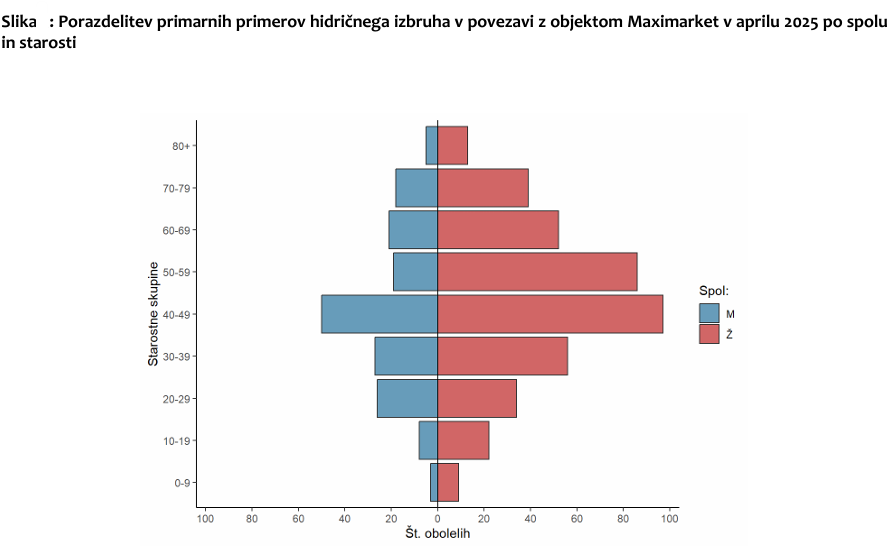 Slika : Porazdelitev primarnih primerov hidričnega izbruha v povezavi z objektom Maximarket v aprilu 2025 po spolu
in starosti
80+
70-79
60-69
50-59
40-49
30-39
20-29
10-19
0-9
Starostne skupine
100 80 60 40 20 0 20 40 60 80 100
Št. obolelih
Spol:
M
Ž